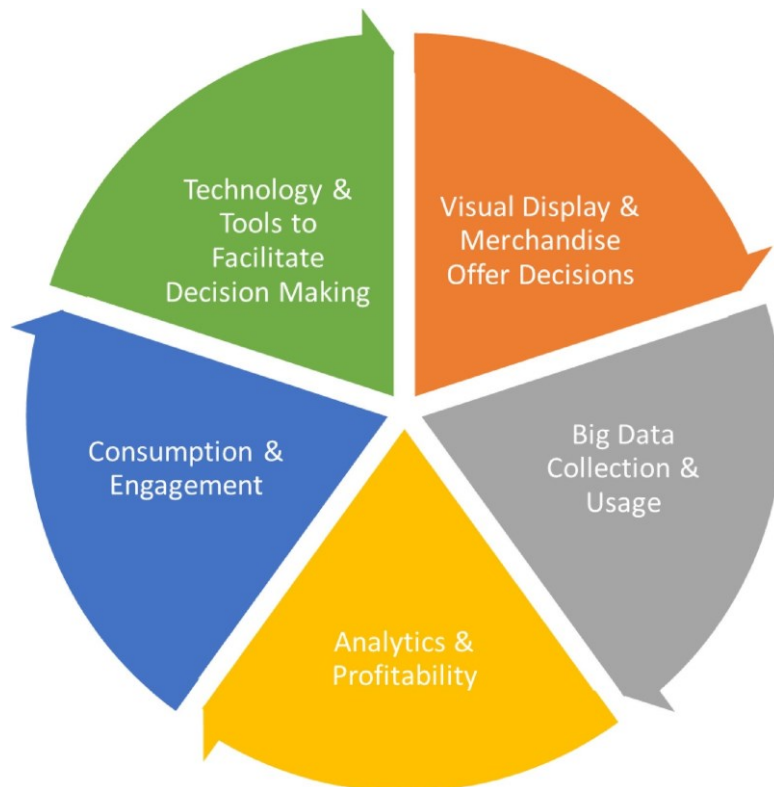 Technology &
Tools to
Facilitate
Decision Making
Visual Display &
Merchandise
Offer Decisions
Big Data
Collection &
Usage
Analytics &
Profitability
Consumption &
Engagement